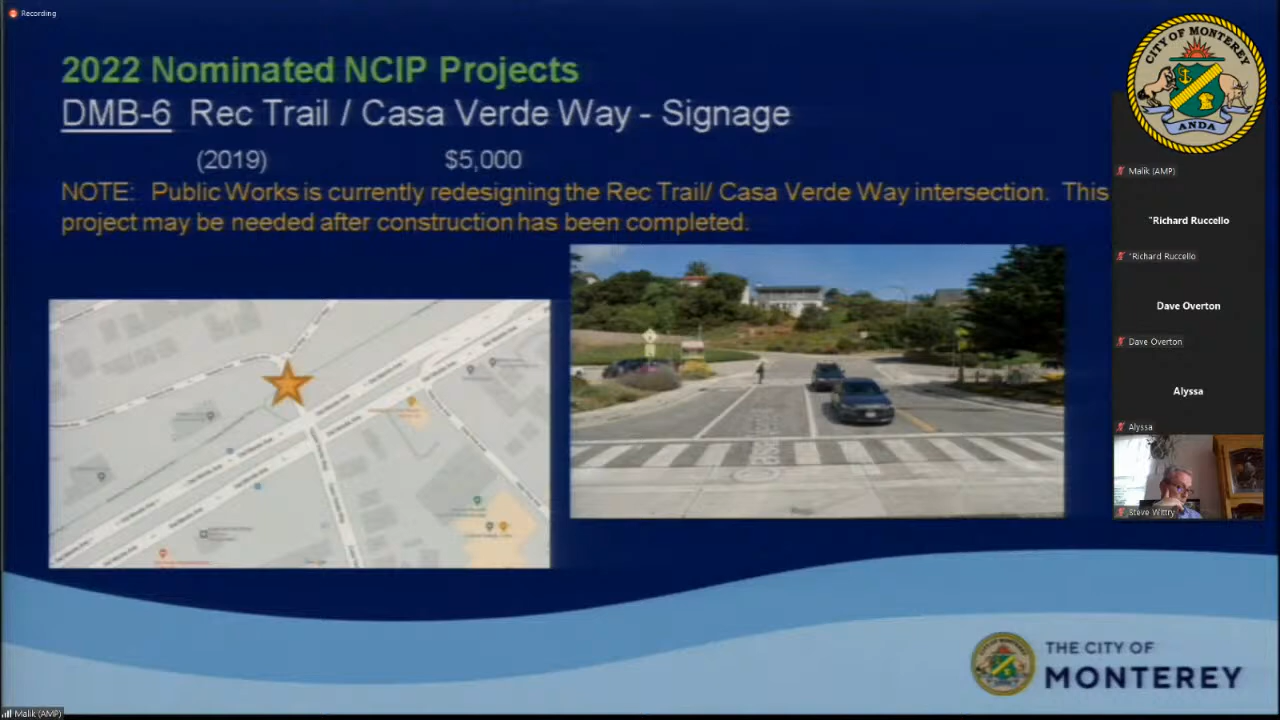 Recording
2022 Nominated NCIP Projects
DMB-6 Rec Trail / Casa Verde Way - Signage
(2019) $5,000
NOTE: Public Works is currently redesigning the Rec Trail/ Casa Verde Way intersection. This
project may be needed after construction has been completed.
CITY OF MONTEREY
ANDA
Malik (AMP)
"Richard Ruccello
"Richard Ruccello
Dave Overton
Dave Overton
Alyssa
Alyssa
Steve Wittry
THE CITY OF
MONTEREY
Malik (AMP)